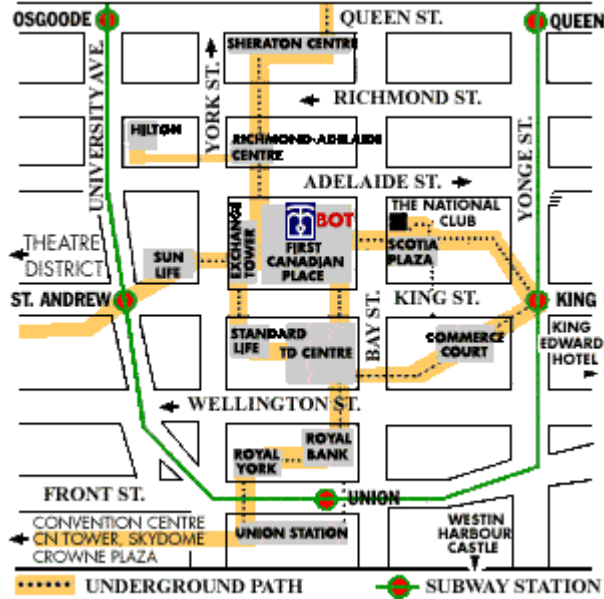 OSGOODE
QUEEN ST.
QUEEN
SHERATON CENTRE
UNIVERSITY AVE.
YORK ST.
RICHMOND ST.
HILTON
RICHMOND-ADELAIDE
CENTRE
YONGE ST.
ADELAIDE ST.
THE NATIONAL
CLUB
EXCHANGE
TOWER
BOT
FIRST
CANADIAN
PLACE
SCOTIA
PLAZA
THEATRE
DISTRICT
SUN
LIFE
ST. ANDREW
KING ST.
KING
BAY ST.
STANDARD
LIFE
TD CENTRE
COMMERCE
COURT
KING
EDWARD
HOTEL
WELLINGTON ST.
ROYAL
BANK
ROYAL
YORK
FRONT ST.
UNION
CONVENTION CENTRE
CN TOWER, SKYDOME
CROWNE PLAZA
UNION STATION
WESTIN
HARBOUR
CASTLE
UNDERGROUND PATH
SUBWAY STATION